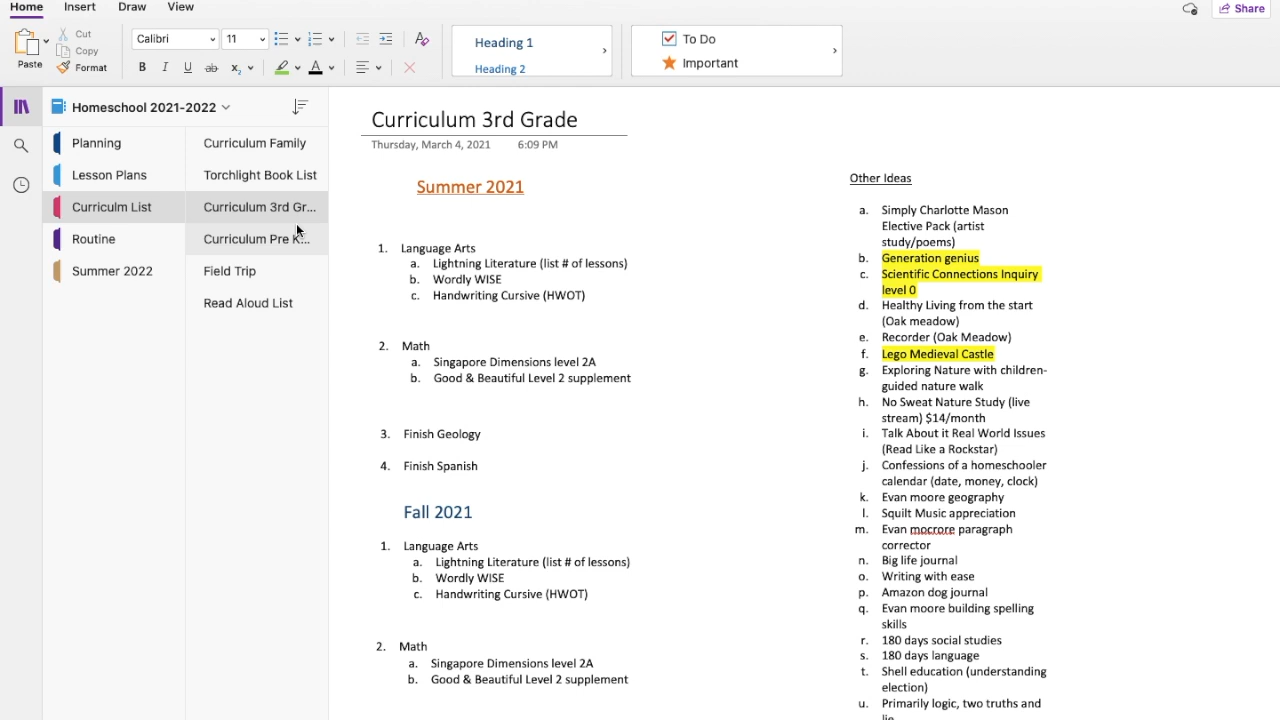 Home Insert Draw View
Share
Paste
Cut
Copy
Format
Calibri 11
B I U ab x₂ A
Heading 1
Heading 2
To Do
Important
Homeschool 2021-2022
Planning
Lesson Plans
Curriculm List
Routine
Summer 2022
Curriculum Family
Torchlight Book List
Curriculum 3rd Gr...
Curriculum Pre K...
Field Trip
Read Aloud List
Curriculum 3rd Grade
Thursday, March 4, 2021 6:09 PM
Summer 2021
1. Language Arts
a. Lightning Literature (list # of lessons)
b. Wordly WISE
c. Handwriting Cursive (HWOT)
2. Math
a. Singapore Dimensions level 2A
b. Good & Beautiful Level 2 supplement
3. Finish Geology
4. Finish Spanish
Fall 2021
1. Language Arts
a. Lightning Literature (list # of lessons)
b. Wordly WISE
c. Handwriting Cursive (HWOT)
2. Math
a. Singapore Dimensions level 2A
b. Good & Beautiful Level 2 supplement
Other Ideas
a. Simply Charlotte Mason
Elective Pack (artist
study/poems)
b. Generation genius
c. Scientific Connections Inquiry
level 0
d. Healthy Living from the start
(Oak meadow)
e. Recorder (Oak Meadow)
f. Lego Medieval Castle
g. Exploring Nature with children-
guided nature walk
h. No Sweat Nature Study (live
stream) $14/month
i. Talk About it Real World Issues
(Read Like a Rockstar)
j. Confessions of a homeschooler
calendar (date, money, clock)
k. Evan moore geography
l. Squilt Music appreciation
m. Evan mocrore paragraph
corrector
n. Big life journal
o. Writing with ease
p. Amazon dog journal
q. Evan moore building spelling
skills
r. 180 days social studies
s. 180 days language
t. Shell education (understanding
election)
u. Primarily logic, two truths and
lie